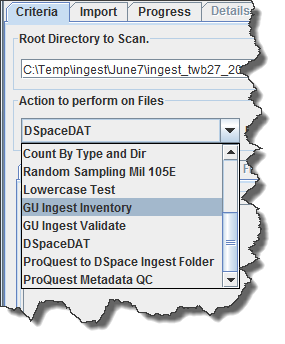 Criteria Import Progress Details
Root Directory to Scan.
C:\Temp\ingest\June7\ingest_twb27_20
Action to perform on Files
DSpaceDAT
Count By Type and Dir
Random Sampling Mil 105E
Lowercase Test
GU Ingest Inventory
GU Ingest Validate
DSpaceDAT
ProQuest to DSpace Ingest Folder
ProQuest Metadata QC